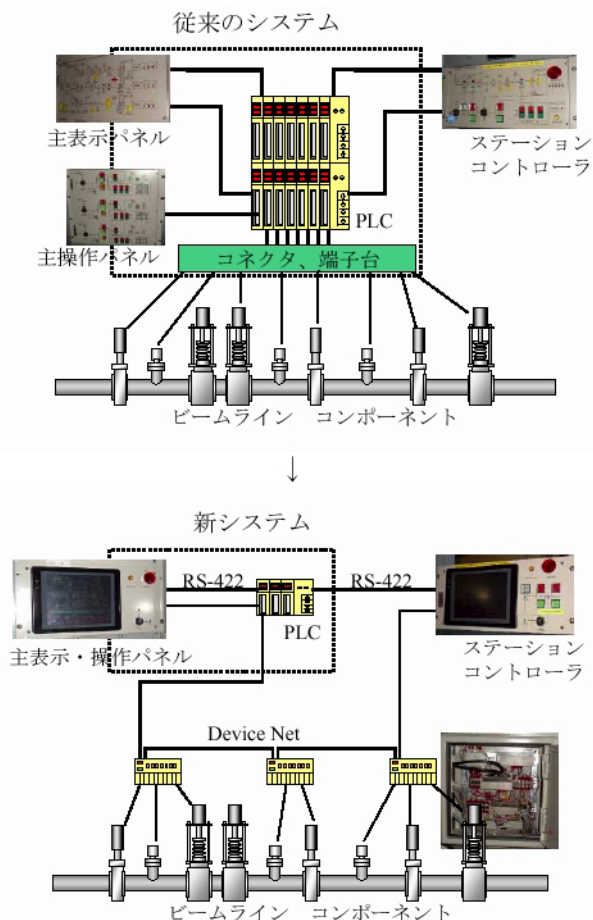 従来のシステム
主表示パネル
ステーション
コントローラ
PLC
主操作パネル
コネクタ、端子台
ビームライン コンポーネント
↓
新システム
RS-422
RS-422
PLC
主表示・操作パネル
ステーション
コントローラ
Device Net
ビームライン コンポーネント